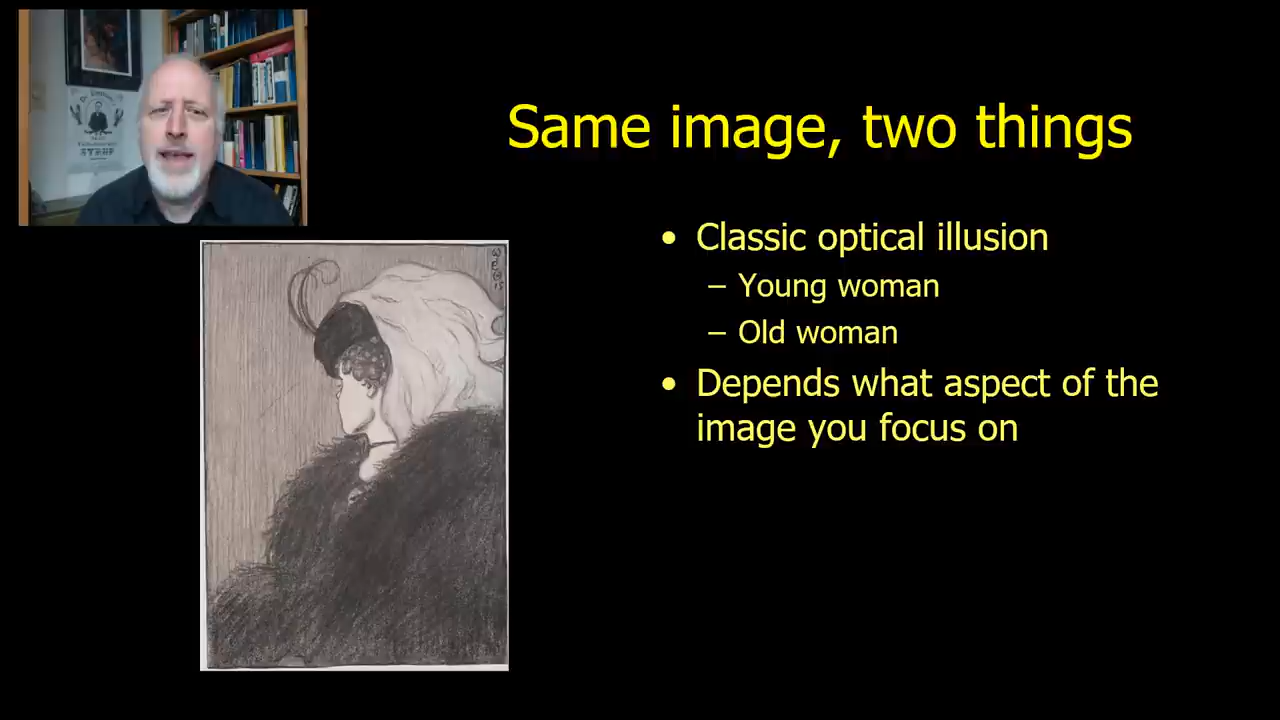 Same image, two things
• Classic optical illusion
– Young woman
– Old woman
• Depends what aspect of the
image you focus on
SYRUP